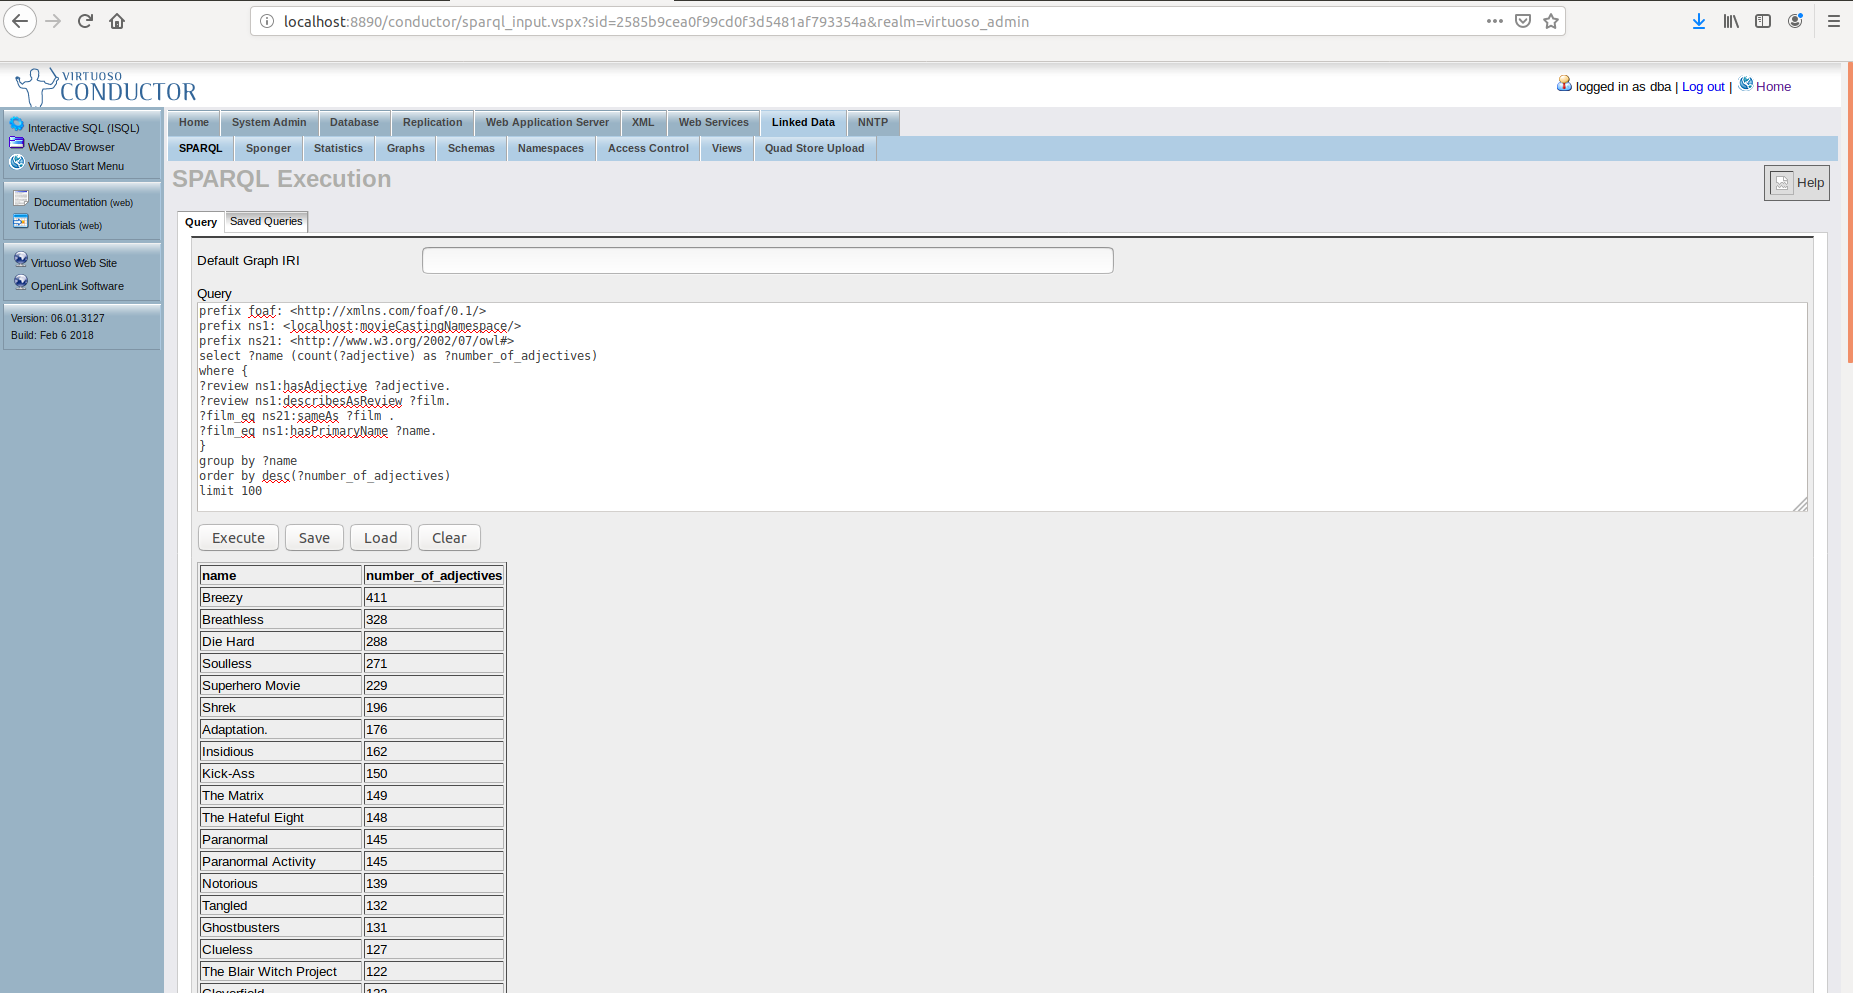 localhost:8890/conductor/sparql_input.vspx?sid=2585b9cea0f99cd0f3d5481af793354a&realm=virtuoso_admin
VIRTUOSO
CONDUCTOR
logged in as dba | Log out | Home
Interactive SQL (ISQL)
WebDAV Browser
Virtuoso Start Menu
Documentation (web)
Tutorials (web)
Virtuoso Web Site
OpenLink Software
Version: 06.01.3127
Build: Feb 6 2018
Home System Admin Database Replication Web Application Server XML Web Services Linked Data NNTP
SPARQL Sponger Statistics Graphs Schemas Namespaces Access Control Views Quad Store Upload
SPARQL Execution
Help
Query Saved Queries
Default Graph IRI
Query
prefix foaf: <http://xmlns.com/foaf/0.1/>
prefix ns1: <localhost:movieCastingNamespace/>
prefix ns21: <http://www.w3.org/2002/07/owl#>
select ?name (count(?adjective) as ?number_of_adjectives)
where {
?review ns1:hasAdjective ?adjective.
?review ns1:describesAsReview ?film.
?film_eq ns21:sameAs ?film .
?film_eq ns1:hasPrimaryName ?name.
}
group by ?name
order by desc(?number_of_adjectives)
limit 100
Execute Save Load Clear
name number_of_adjectives
Breezy 411
Breathless 328
Die Hard 288
Soulless 271
Superhero Movie 229
Shrek 196
Adaptation. 176
Insidious 162
Kick-Ass 150
The Matrix 149
The Hateful Eight 148
Paranormal 145
Paranormal Activity 145
Notorious 139
Tangled 132
Ghostbusters 131
Clueless 127
The Blair Witch Project 122